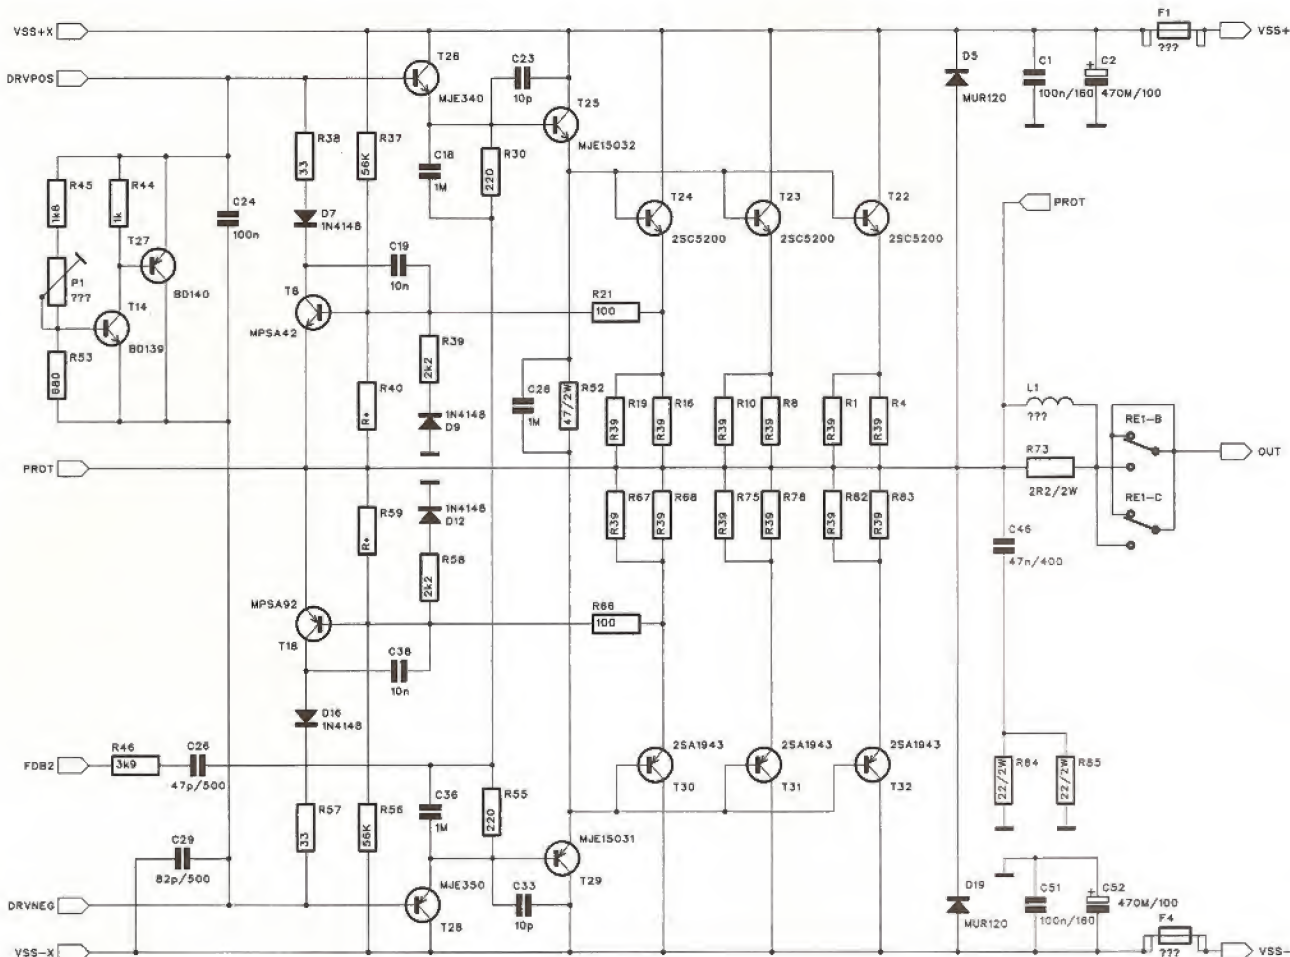 F1
VSS+X
VSS+
???
T26
C23
D5
C1
C2
DRVPOS
10p
MJE340
T25
MUR120
100n/160
470M/100
R38
R37
MJE15032
33
56K
C18
R30
1M
220
R45
R44
C24
1k8
1k
100n
D7
1N4148
T24
T23
T22
PROT
T27
2SC5200
2SC5200
2SC5200
C19
P1
???
BD140
10n
T6
R21
100
T14
MPSA42
BD139
R39
2k2
R53
680
R40
R*
1N4148
D9
C28
1M
R52
47/2W
R19
R39
R16
R39
R10
R39
R8
R39
R1
R39
R4
R39
L1
???
RE1-B
PROT
R73
2R2/2W
OUT
RE1-C
R59
R*
1N4148
D12
R67
R39
R68
R39
R75
R39
R78
R39
R82
R39
R83
R39
C46
47n/400
R58
2k2
MPSA92
R66
100
T18
C38
10n
D16
1N4148
2SA1943
2SA1943
2SA1943
R46
C26
FDB2
3k9
47p/500
T30
T31
T32
R84
22/2W
R85
22/2W
R57
33
R56
56K
C36
1M
R55
220
C29
82p/500
MJE15031
MJE350
T29
DRVNEG
C33
10p
T28
D19
MUR120
C51
100n/160
C52
470M/100
F4
VSS-X
???
VSS-